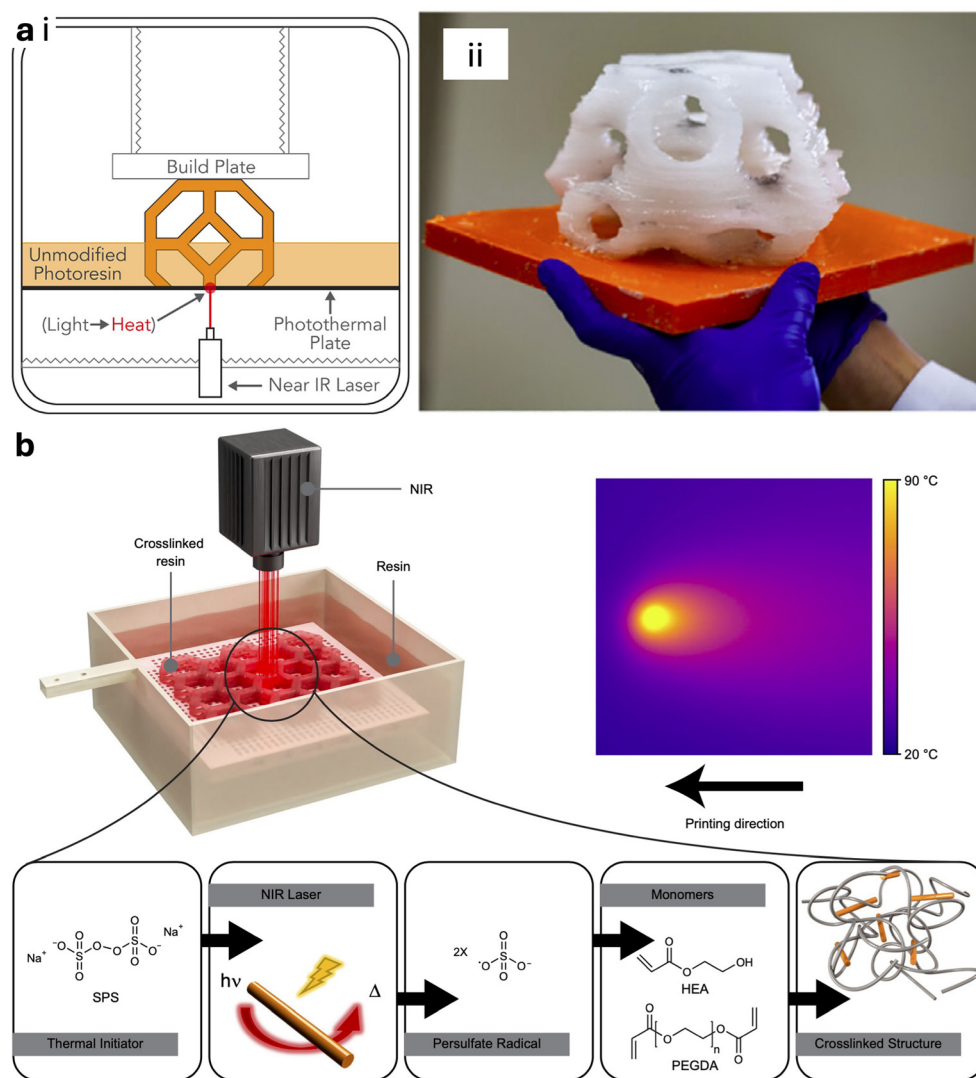 a i
Build Plate
Unmodified
Photoresin
(Light→Heat)
Photothermal
Plate
Near IR Laser
ii
b
NIR
Crosslinked
resin
Resin
90 °C
20 °C
Printing direction
Na⁺
⁻O
O
S
O
O
O
O
S
O
O⁻
Na⁺
SPS
Thermal Initiator
NIR Laser
hν
Δ
2X
O
·O
S
O⁻
O
Persulfate Radical
Monomers
O
O
OH
HEA
O
O
O
n
O
O
PEGDA
Crosslinked Structure